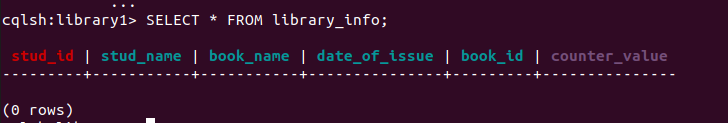 ...
cqlsh:library1> SELECT * FROM library_info;
stud_id | stud_name | book_name | date_of_issue | book_id | counter_value
---------+-----------+-----------+---------------+---------+---------------
(0 rows)